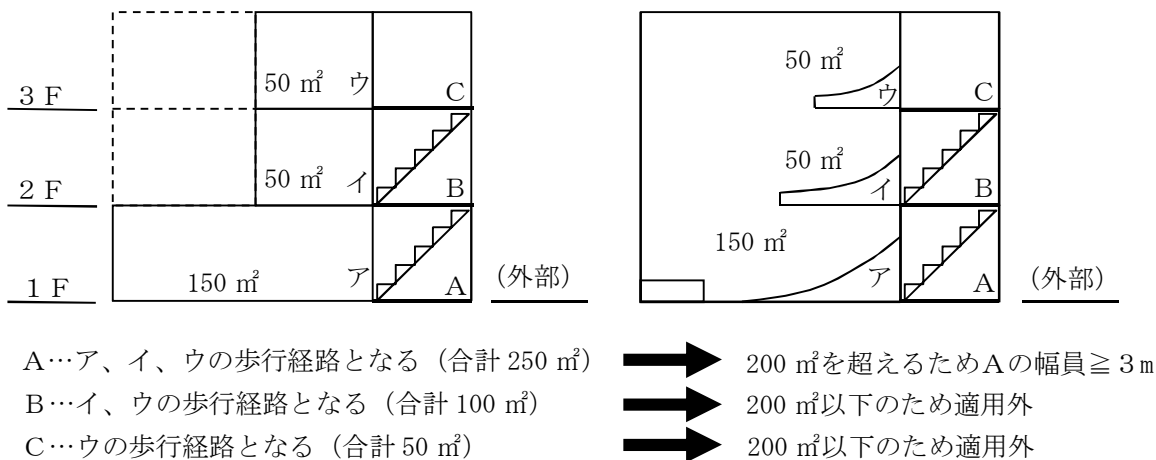 50 ㎡ ウ C
3F
50 ㎡ イ B
2F
150 ㎡ ア A (外部)
1F
50 ㎡
ウ C
50 ㎡
イ B
150 ㎡
ア A (外部)
A…ア、イ、ウの歩行経路となる(合計 250 ㎡) 200 ㎡を超えるためAの幅員≧3m
B…イ、ウの歩行経路となる(合計 100 ㎡) 200 ㎡以下のため適用外
C…ウの歩行経路となる(合計 50 ㎡) 200 ㎡以下のため適用外